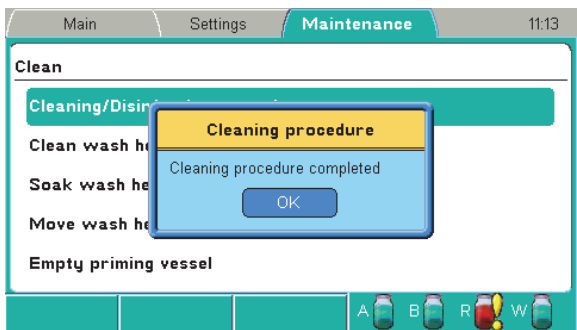 Main Settings Maintenance 11:13
Clean
Cleaning/Disin
Cleaning procedure
Clean wash he
Cleaning procedure completed
Soak wash he
OK
Move wash he
Empty priming vessel
A B R W